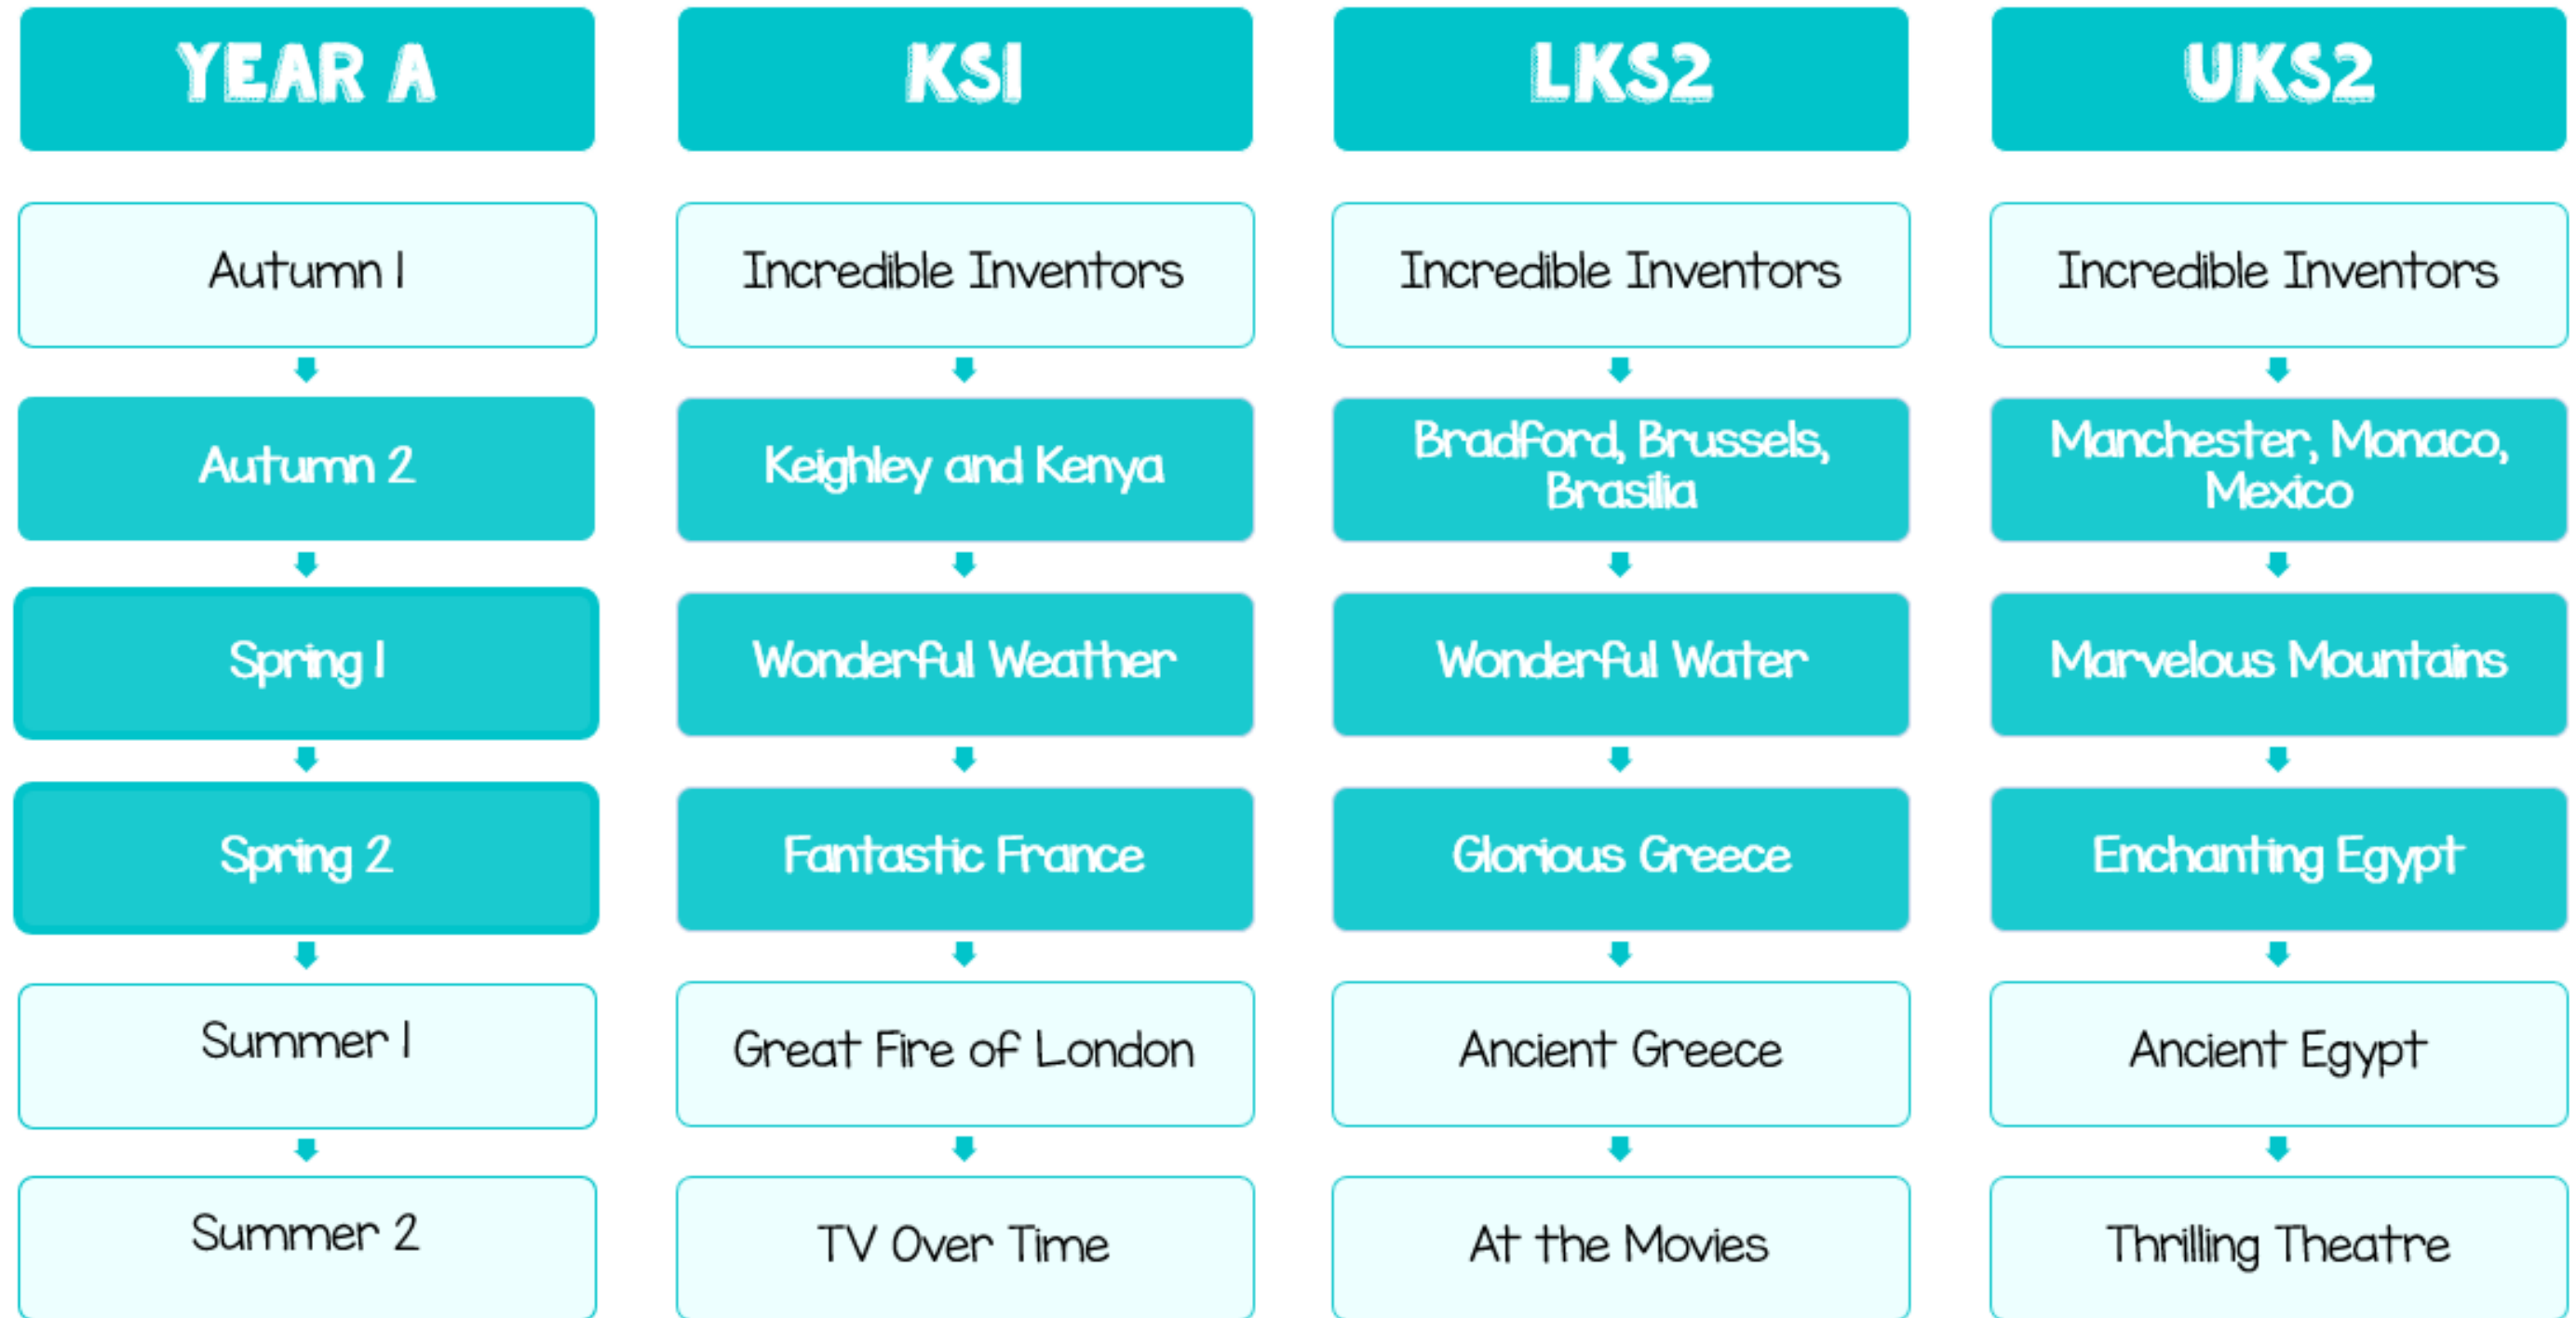 YEAR A
KS1
LKS2
UKS2
Autumn 1
Incredible Inventors
Incredible Inventors
Incredible Inventors
Autumn 2
Keighley and Kenya
Bradford, Brussels,
Brasilia
Manchester, Monaco,
Mexico
Spring 1
Wonderful Weather
Wonderful Water
Marvelous Mountains
Spring 2
Fantastic France
Glorious Greece
Enchanting Egypt
Summer 1
Great Fire of London
Ancient Greece
Ancient Egypt
Summer 2
TV Over Time
At the Movies
Thrilling Theatre